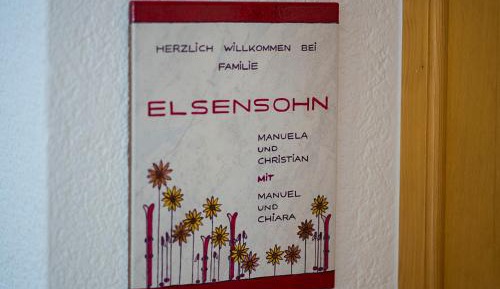 HERZLICH WILLKOMMEN BEI
FAMILIE
ELSENSOHN
MANUELA
UND
CHRISTIAN
MIT
MANUEL
UND
CHIARA